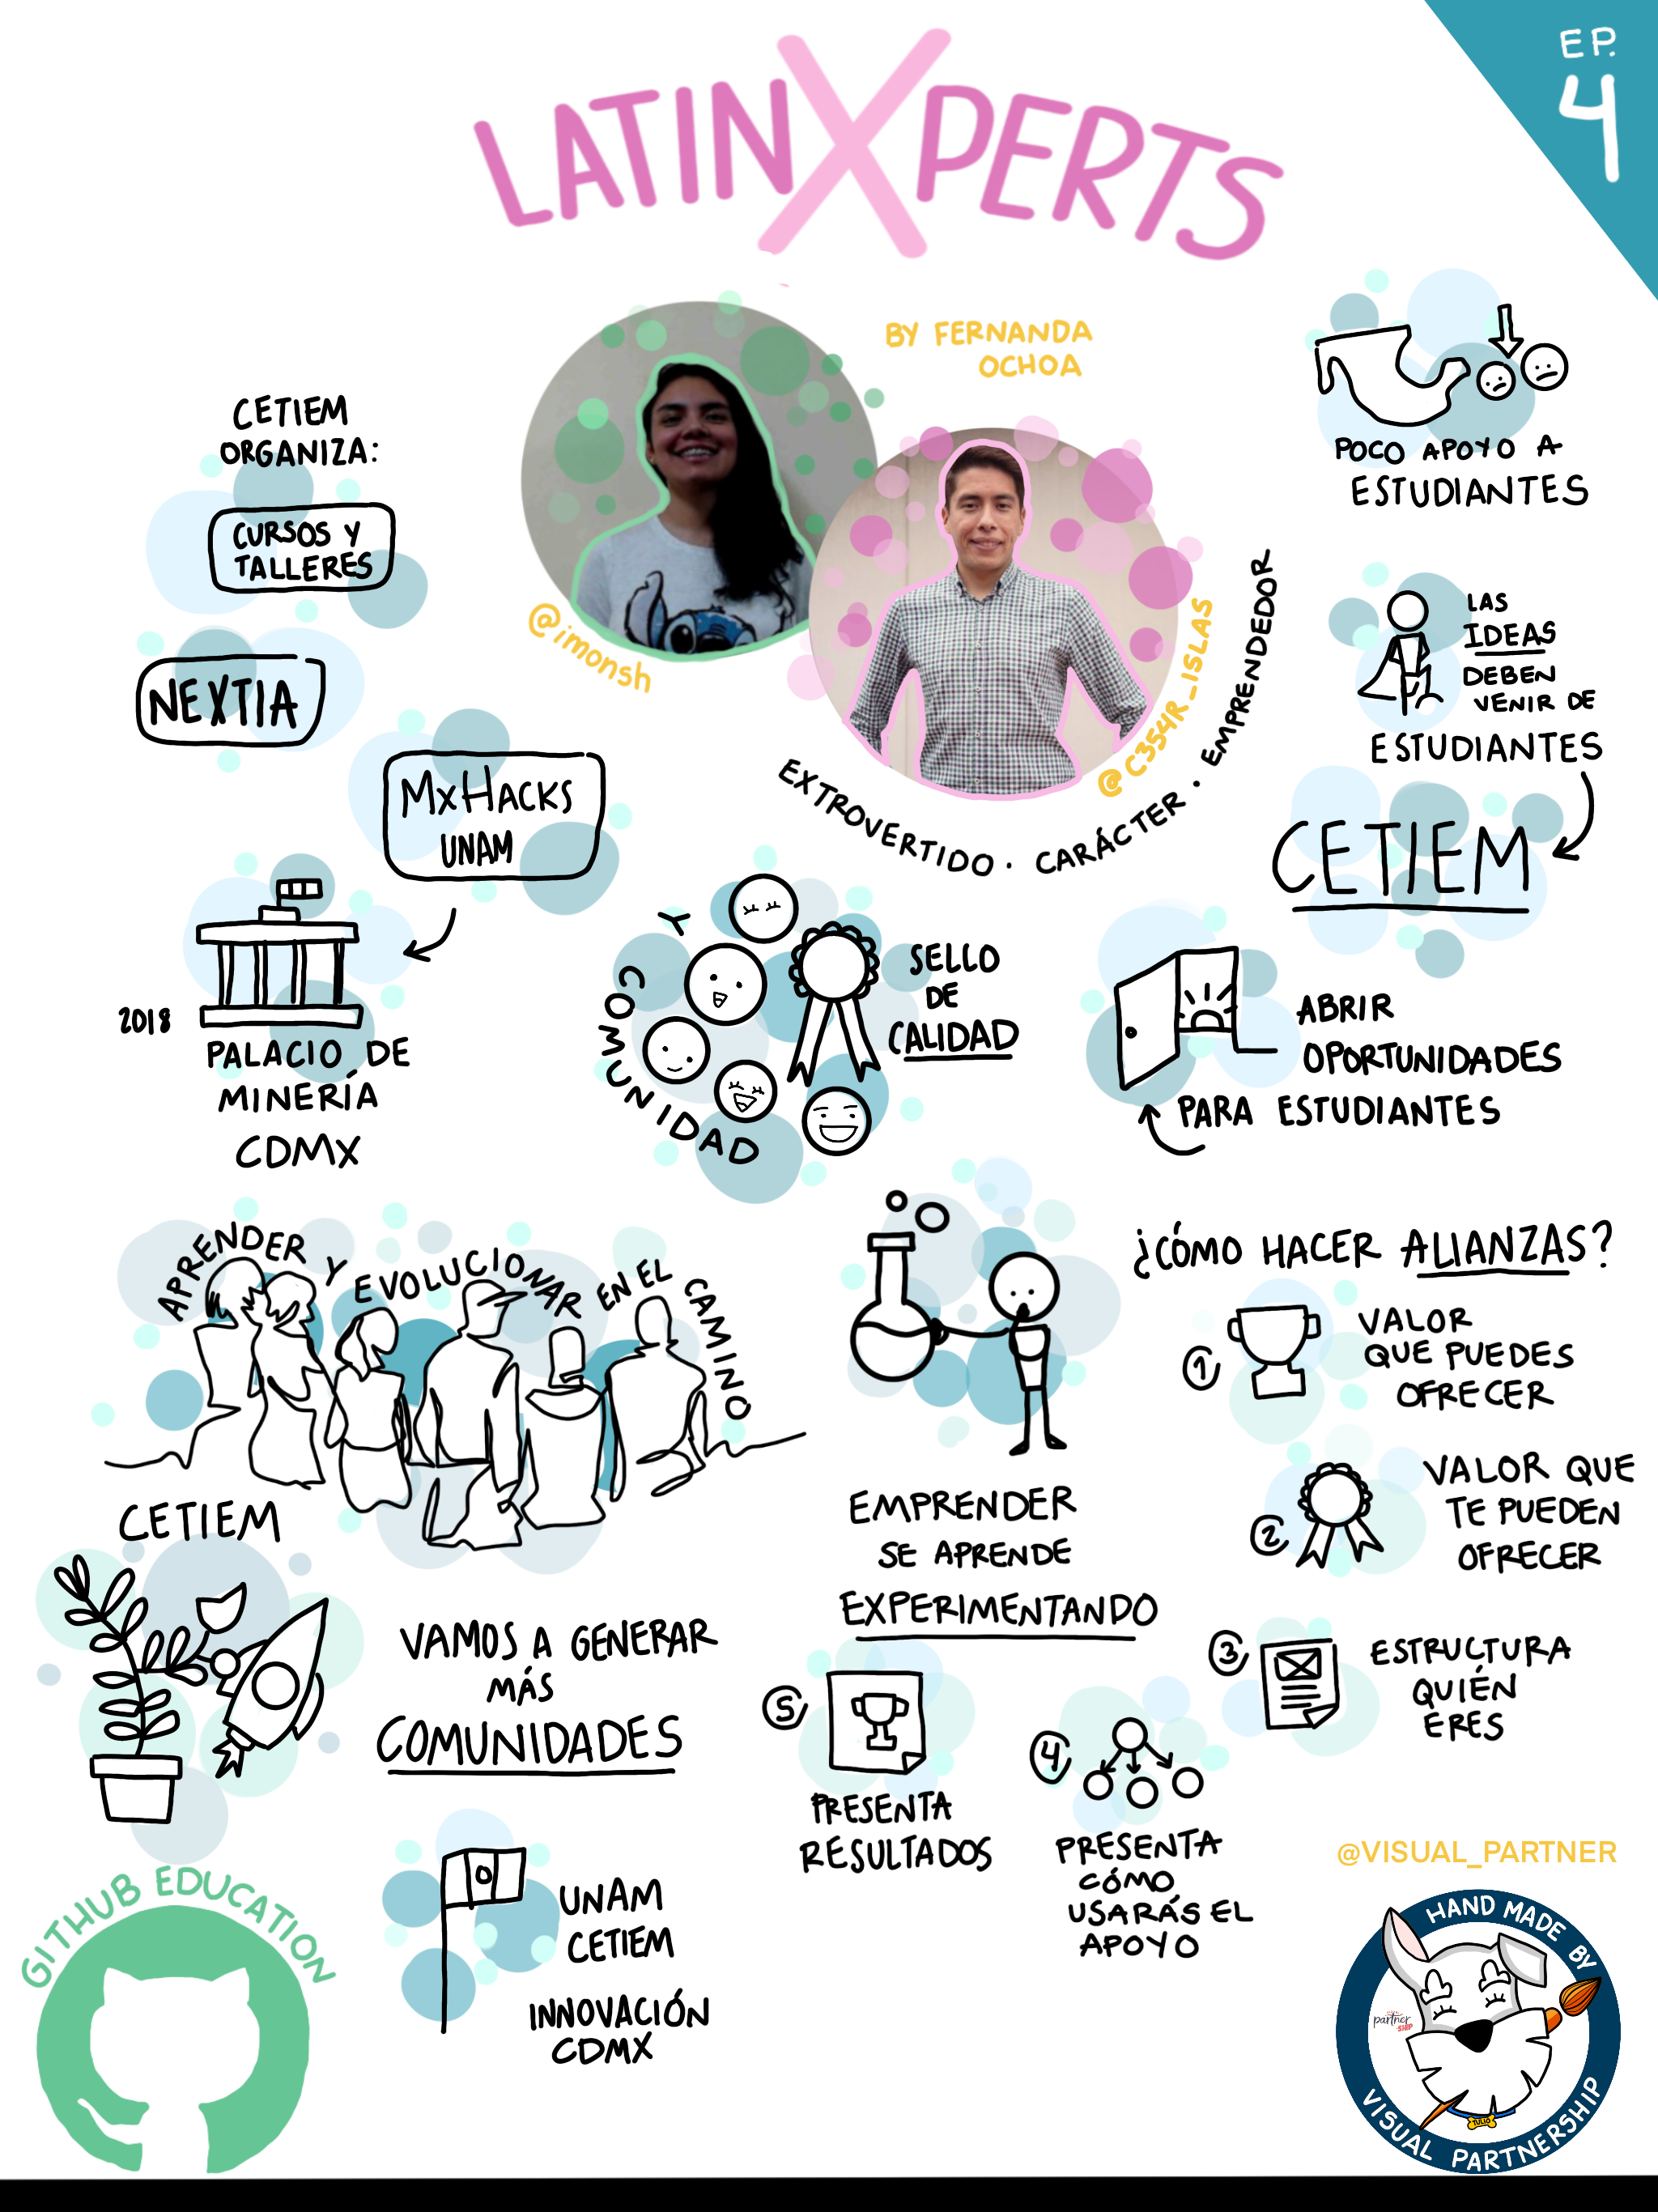 EP.
4
LATINXPERTS
BY FERNANDA
OCHOA
@imonsh
@C354R_ISLAS
EXTROVERTIDO · CARÁCTER · EMPRENDEDOR
POCO APOYO A
ESTUDIANTES
LAS
IDEAS
DEBEN
VENIR DE
ESTUDIANTES
CETIEM
ABRIR
OPORTUNIDADES
PARA ESTUDIANTES
CETIEM
ORGANIZA:
CURSOS Y
TALLERES
NEXTIA
MxHACKS
UNAM
2018
PALACIO DE
MINERÍA
CDMX
SELLO
DE
CALIDAD
Y COMUNIDAD
APRENDER Y EVOLUCIONAR EN EL CAMINO
CETIEM
EMPRENDER
SE APRENDE
EXPERIMENTANDO
¿CÓMO HACER ALIANZAS?
1
VALOR
QUE PUEDES
OFRECER
2
VALOR QUE
TE PUEDEN
OFRECER
3
ESTRUCTURA
QUIÉN
ERES
4
PRESENTA
CÓMO
USARÁS EL
APOYO
5
PRESENTA
RESULTADOS
VAMOS A GENERAR
MÁS
COMUNIDADES
UNAM
CETIEM
INNOVACIÓN
CDMX
GITHUB EDUCATION
@VISUAL_PARTNER
HAND MADE BY
partner
SHIP
TULIO
VISUAL PARTNERSHIP